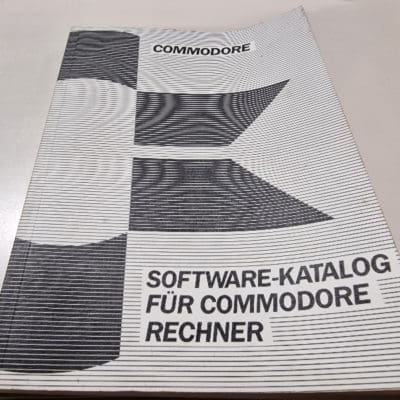 COMMODORE
SOFTWARE-KATALOG
FÜR COMMODORE
RECHNER